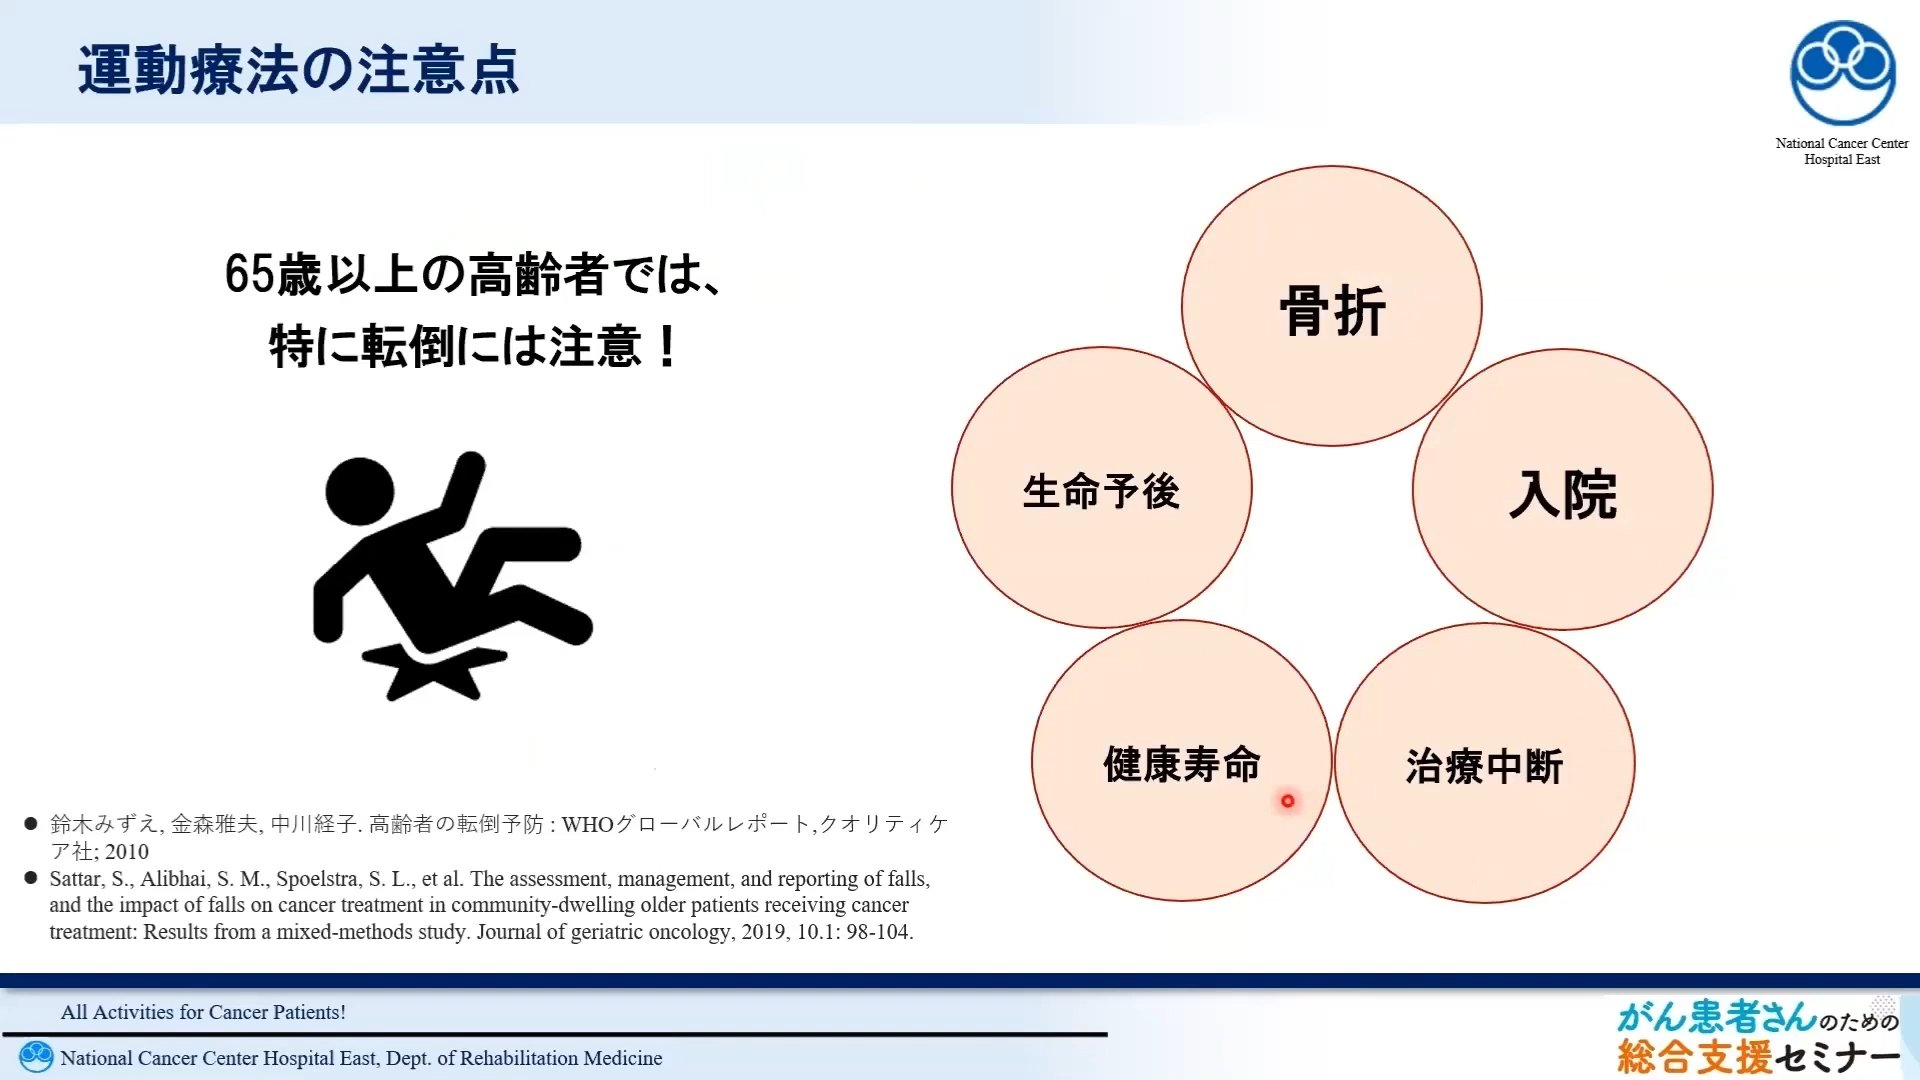 運動療法の注意点
National Cancer Center
Hospital East
65歳以上の高齢者では、
特に転倒には注意！
骨折
生命予後
入院
健康寿命
治療中断
● 鈴木みずえ, 金森雅夫, 中川経子. 高齢者の転倒予防 : WHOグローバルレポート,クオリティケ
ア社; 2010
● Sattar, S., Alibhai, S. M., Spoelstra, S. L., et al. The assessment, management, and reporting of falls,
and the impact of falls on cancer treatment in community-dwelling older patients receiving cancer
treatment: Results from a mixed-methods study. Journal of geriatric oncology, 2019, 10.1: 98-104.
All Activities for Cancer Patients!
National Cancer Center Hospital East, Dept. of Rehabilitation Medicine
がん患者さんのための
総合支援セミナー